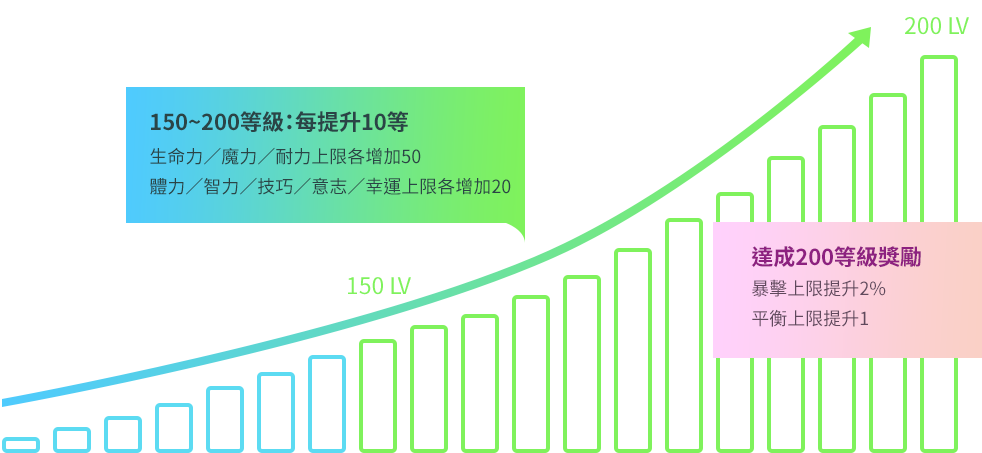 200 LV
150~200等級：每提升10等
生命力／魔力／耐力上限各增加50
體力／智力／技巧／意志／幸運上限各增加20
150 LV
達成200等級獎勵
暴擊上限提升2%
平衡上限提升1